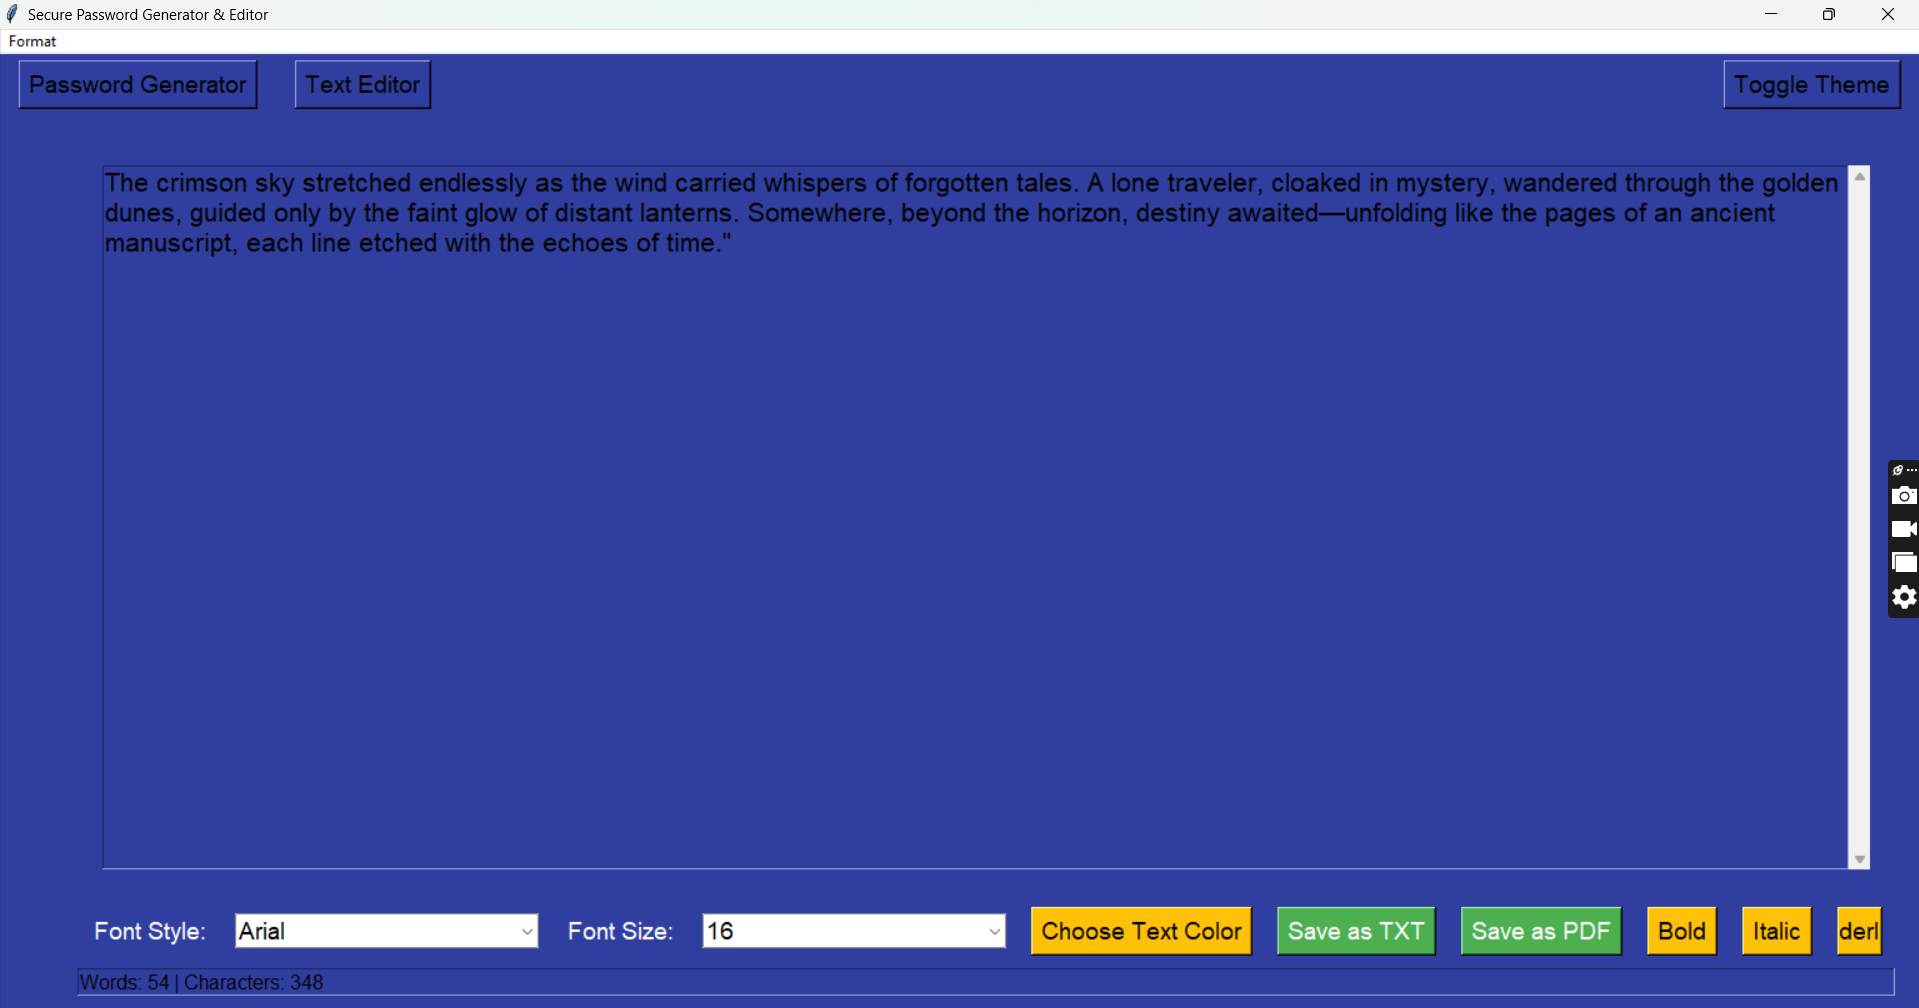 Secure Password Generator & Editor
Format
Password Generator
Text Editor
Toggle Theme
The crimson sky stretched endlessly as the wind carried whispers of forgotten tales. A lone traveler, cloaked in mystery, wandered through the golden
dunes, guided only by the faint glow of distant lanterns. Somewhere, beyond the horizon, destiny awaited—unfolding like the pages of an ancient
manuscript, each line etched with the echoes of time."
Font Style:
Arial
Font Size:
16
Choose Text Color
Save as TXT
Save as PDF
Bold
Italic
derl
Words: 54 | Characters: 348